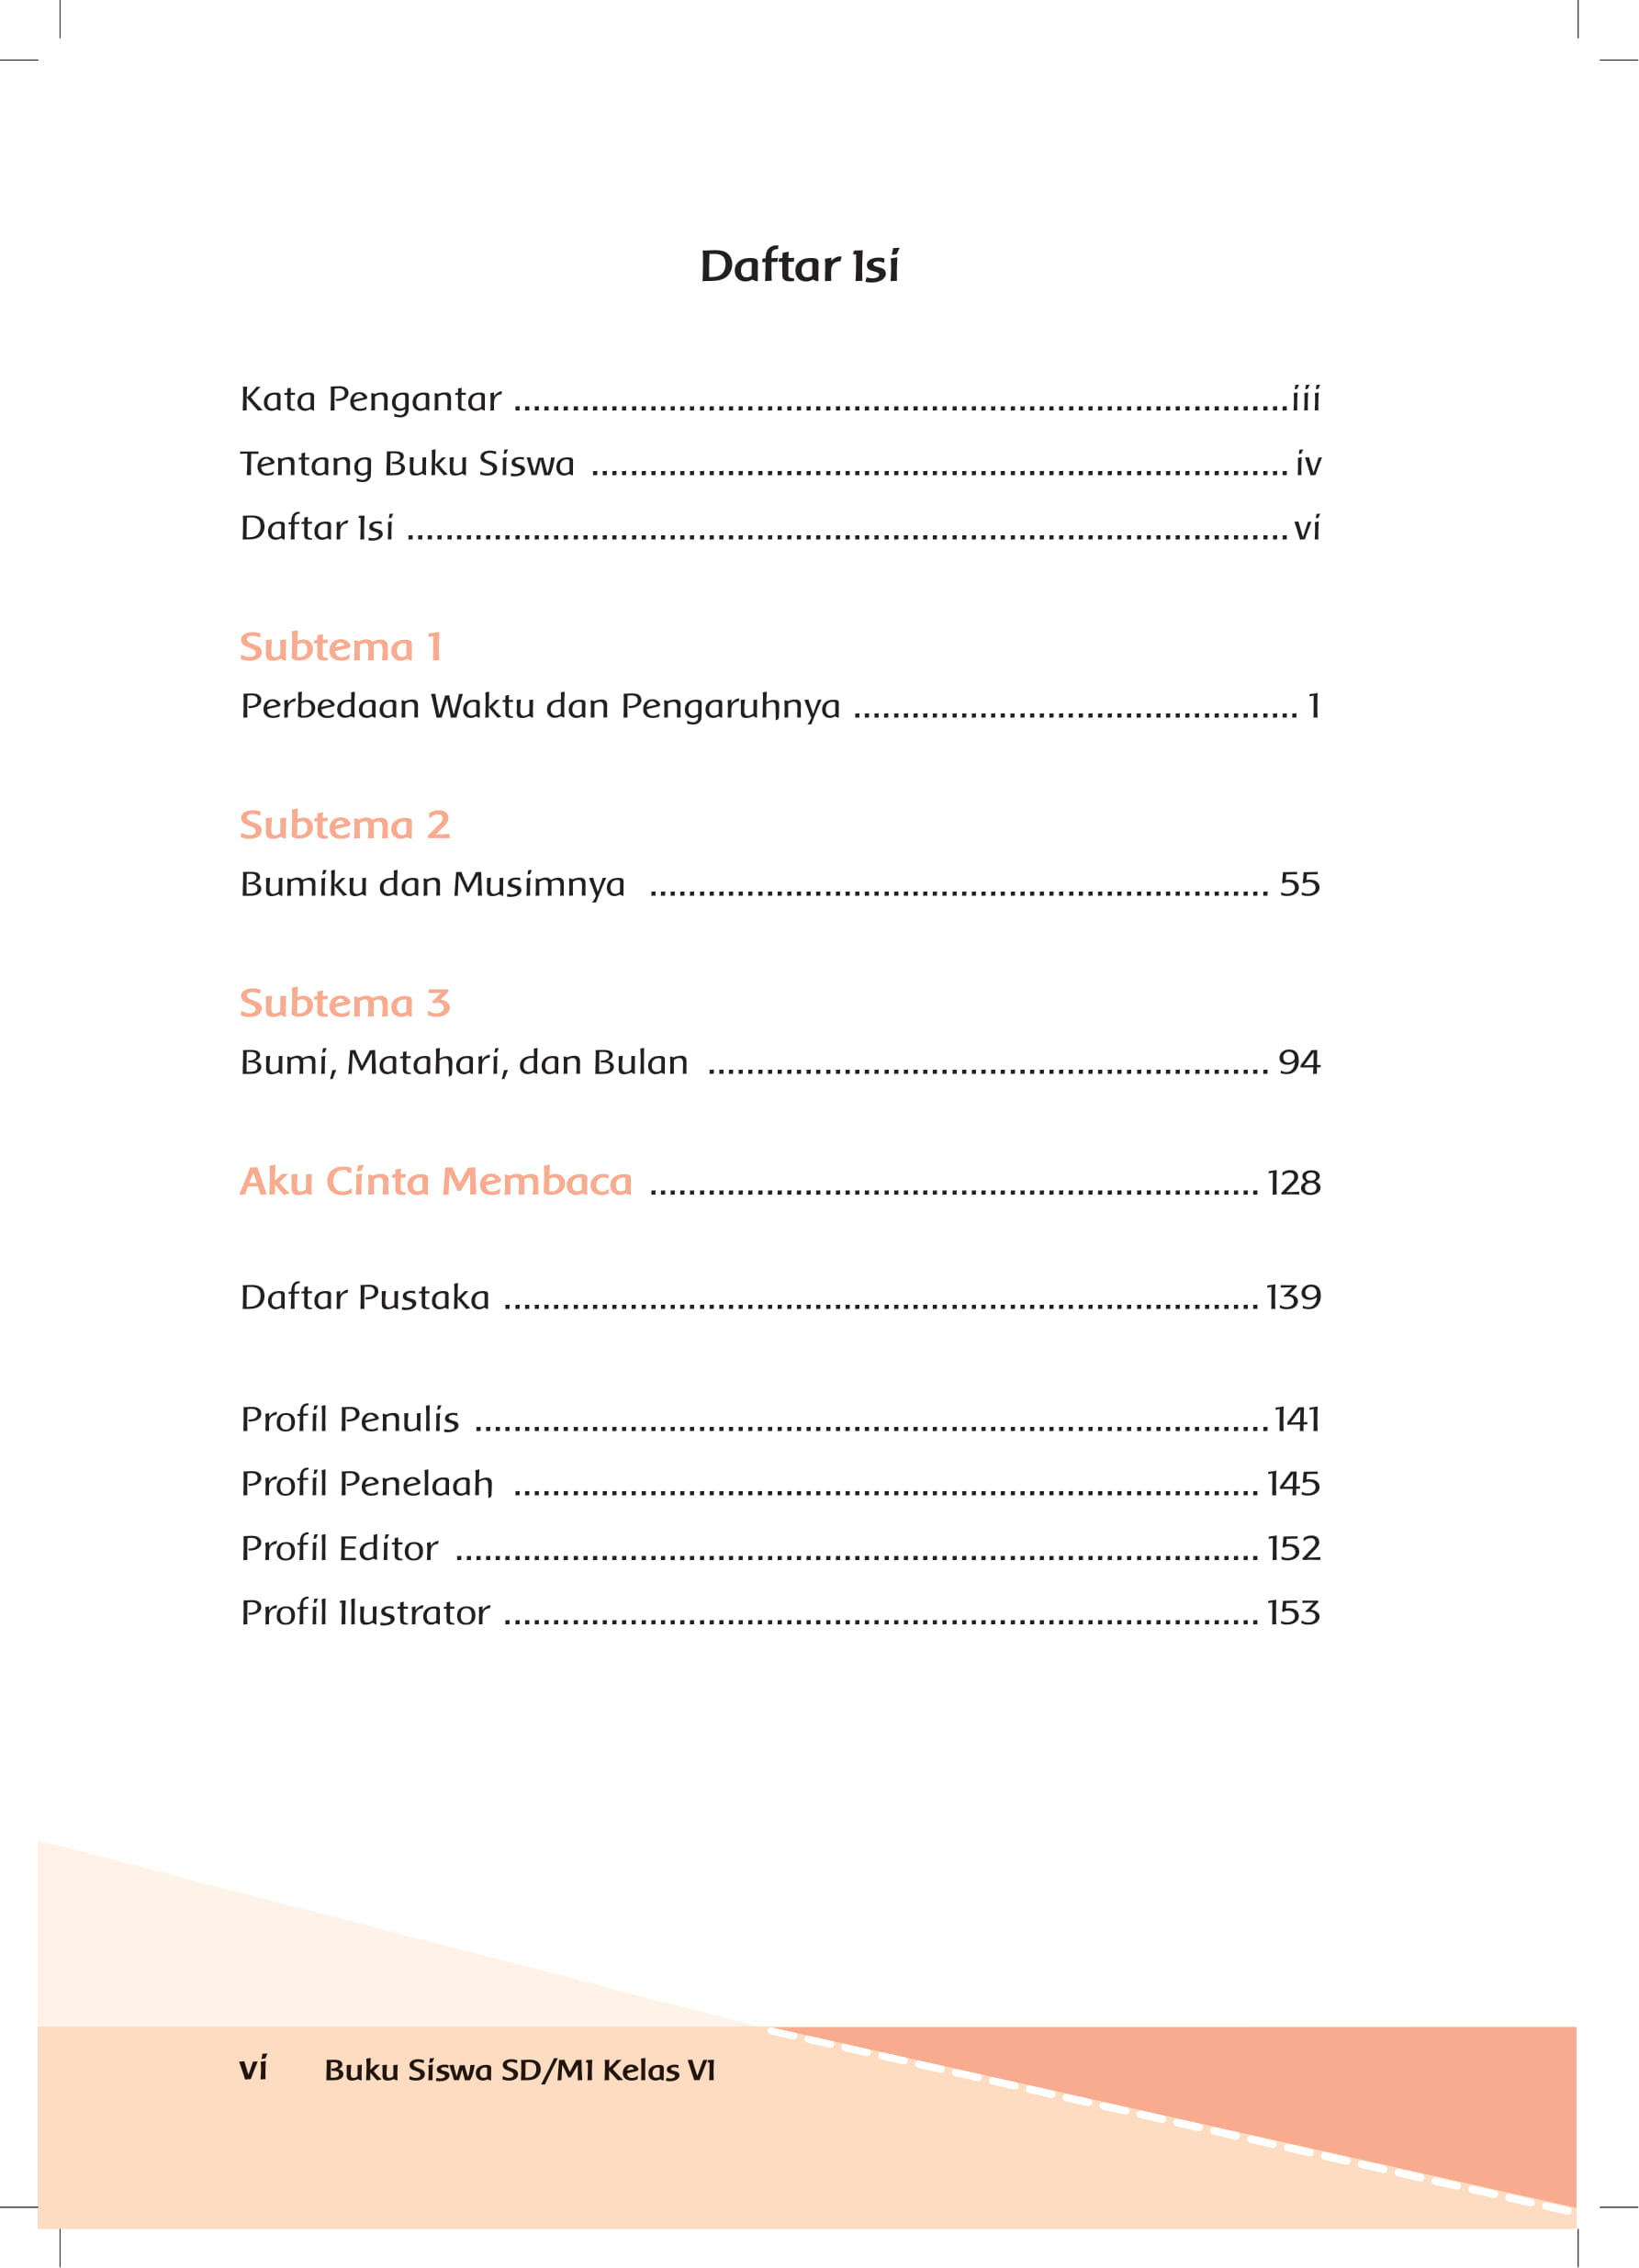 Daftar Isi
Kata Pengantar ................................................................................iii
Tentang Buku Siswa ........................................................................ iv
Daftar Isi ........................................................................................... vi
Subtema 1
Perbedaan Waktu dan Pengaruhnya .............................................. 1
Subtema 2
Bumiku dan Musimnya ................................................................ 55
Subtema 3
Bumi, Matahari, dan Bulan .......................................................... 94
Aku Cinta Membaca ............................................................... 128
Daftar Pustaka .............................................................................. 139
Profil Penulis ..................................................................................141
Profil Penelaah ............................................................................. 145
Profil Editor ................................................................................... 152
Profil Ilustrator .............................................................................. 153
vi Buku Siswa SD/MI Kelas VI